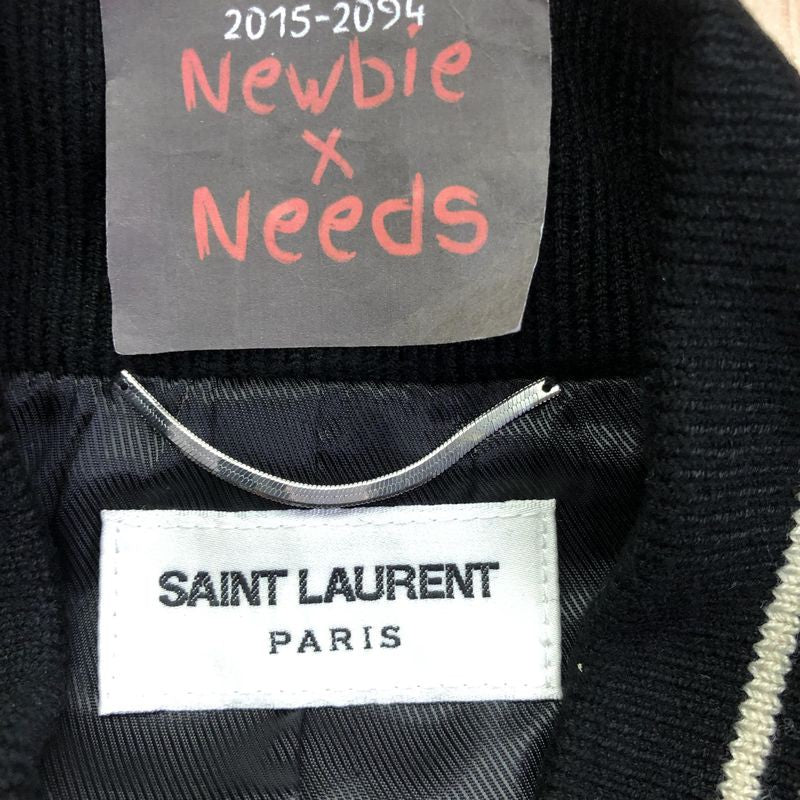 2015-2094
Newbie
x
Needs
SAINT LAURENT
PARIS